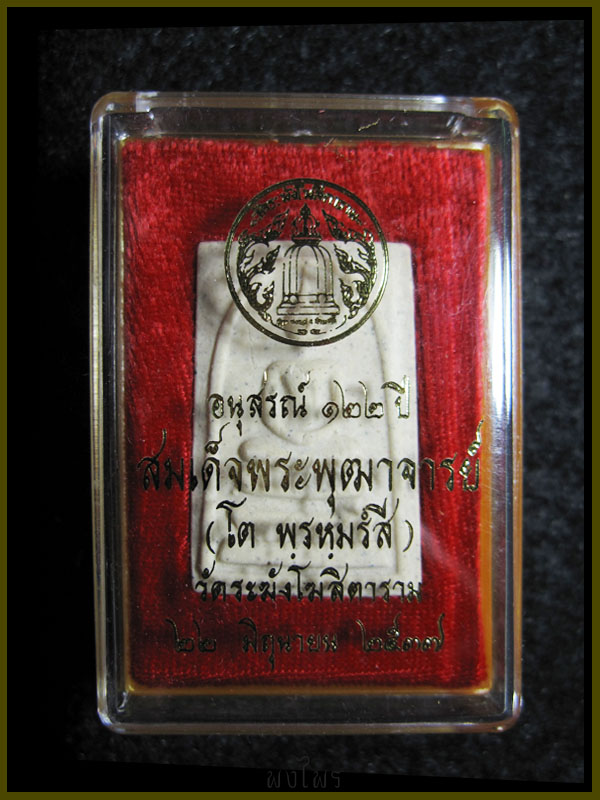 อนุสรณ์ ๑๒๒ ปี
สมเด็จพระพุฒาจารย์
(โต พฺรหฺมรํสี)
วัดระฆังโฆสิตาราม
๒๒ มิถุนายน ๒๕๓๗